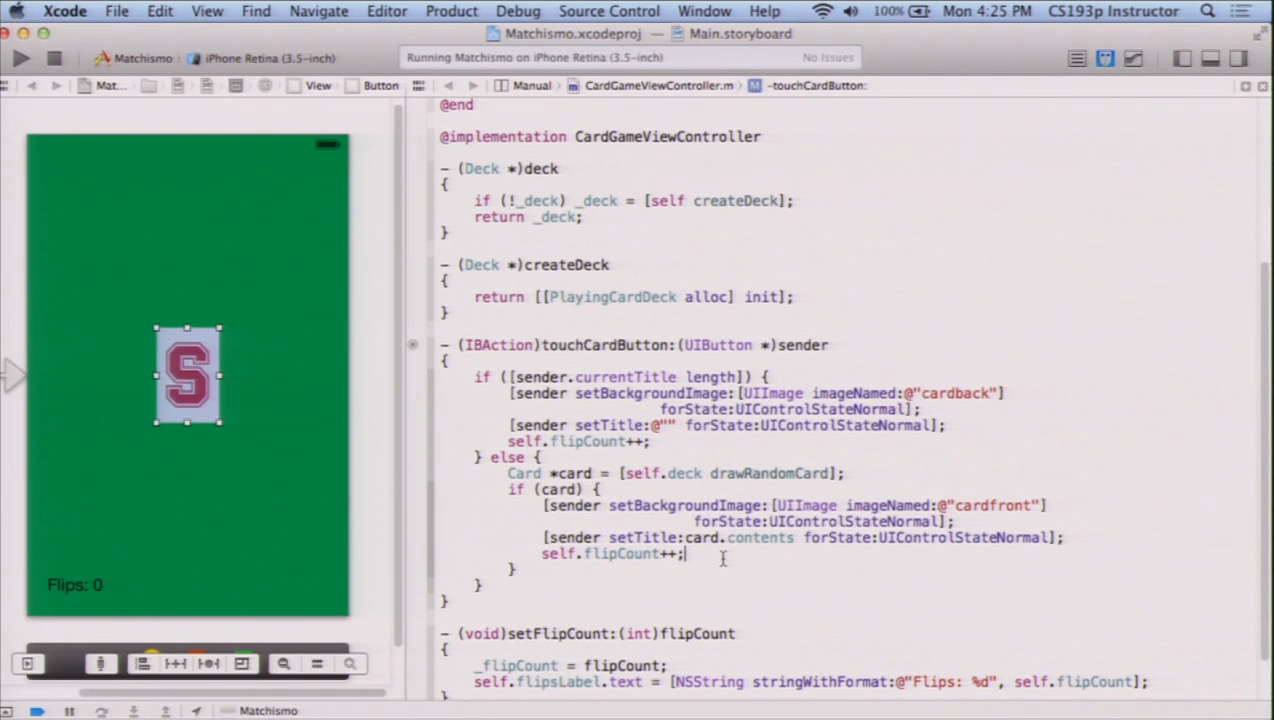 Xcode File Edit View Find Navigate Editor Product Debug Source Control Window Help 100% Mon 4:25 PM CS193p Instructor
Matchismo.xcodeproj — Main.storyboard
Matchismo iPhone Retina (3.5-inch) Running Matchismo on iPhone Retina (3.5-inch) No Issues
Mat... View Button Manual CardGameViewController.m M -touchCardButton:
@end
@implementation CardGameViewController
- (Deck *)deck
{
if (!_deck) _deck = [self createDeck];
return _deck;
}
- (Deck *)createDeck
{
return [[PlayingCardDeck alloc] init];
}
- (IBAction)touchCardButton:(UIButton *)sender
{
if ([sender.currentTitle length]) {
[sender setBackgroundImage:[UIImage imageNamed:@"cardback"]
forState:UIControlStateNormal];
[sender setTitle:@"" forState:UIControlStateNormal];
self.flipCount++;
} else {
Card *card = [self.deck drawRandomCard];
if (card) {
[sender setBackgroundImage:[UIImage imageNamed:@"cardfront"]
forState:UIControlStateNormal];
[sender setTitle:card.contents forState:UIControlStateNormal];
self.flipCount++;
}
}
}
- (void)setFlipCount:(int)flipCount
{
_flipCount = flipCount;
self.flipsLabel.text = [NSString stringWithFormat:@"Flips: %d", self.flipCount];
}
S
Flips: 0
Matchismo